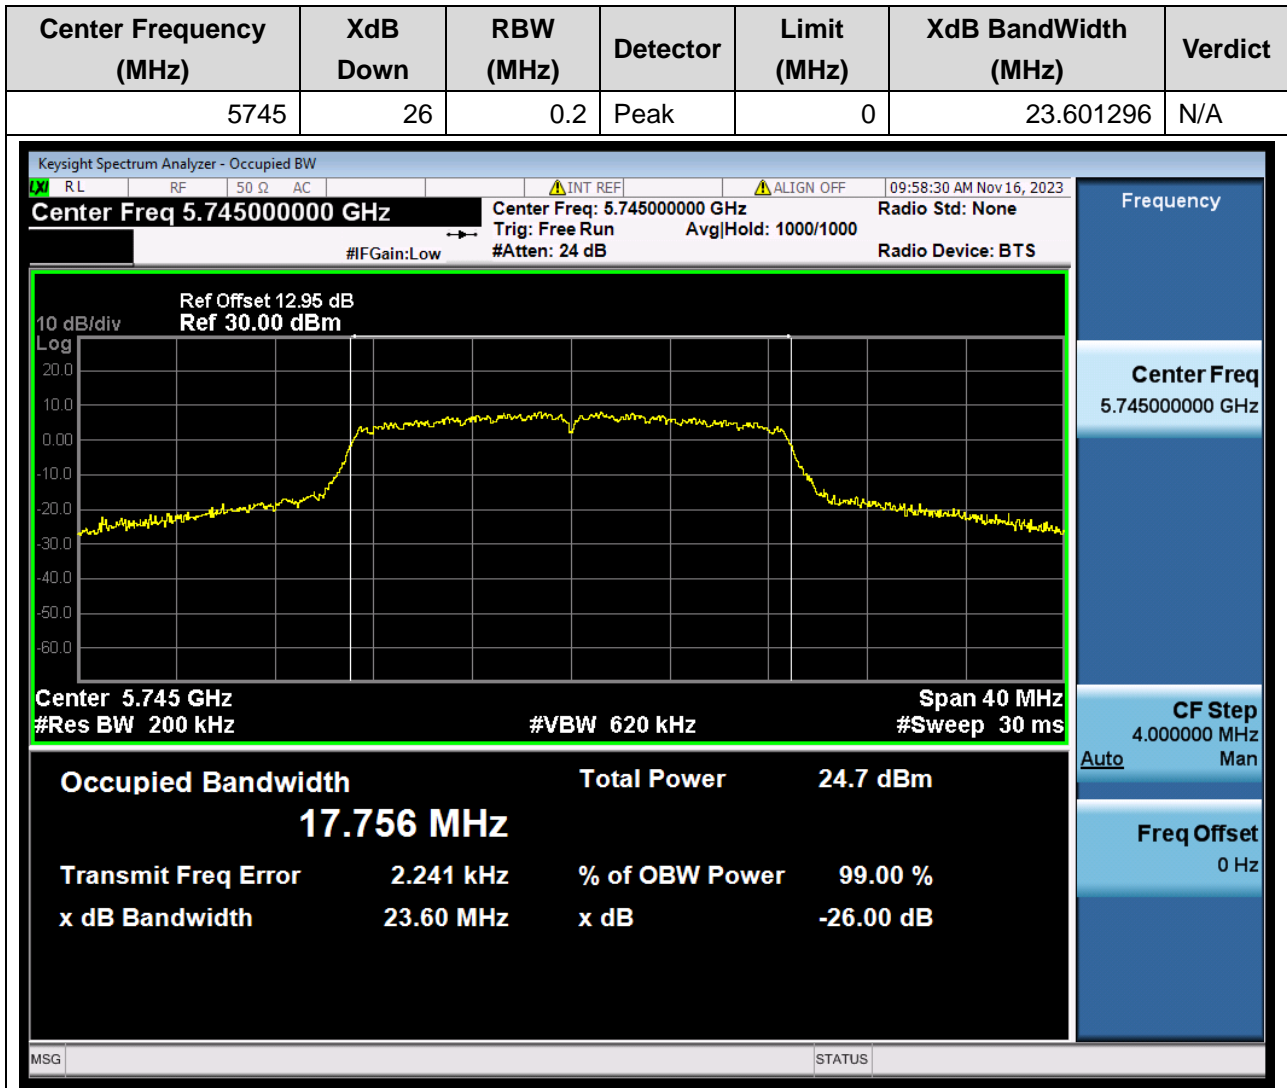 Center Frequency (MHz) XdB Down RBW (MHz) Detector Limit (MHz) XdB BandWidth (MHz) Verdict
5745 26 0.2 Peak 0 23.601296 N/A
Keysight Spectrum Analyzer - Occupied BW
LXI RL RF 50 Ω AC INT REF ALIGN OFF 09:58:30 AM Nov 16, 2023
Center Freq 5.745000000 GHz Center Freq: 5.745000000 GHz Radio Std: None
Trig: Free Run Avg|Hold: 1000/1000
#IFGain:Low #Atten: 24 dB Radio Device: BTS
Frequency
Ref Offset 12.95 dB
10 dB/div Ref 30.00 dBm
Log
20.0
10.0
0.00
-10.0
-20.0
-30.0
-40.0
-50.0
-60.0
Center 5.745 GHz Span 40 MHz
#Res BW 200 kHz #VBW 620 kHz #Sweep 30 ms
Center Freq
5.745000000 GHz
CF Step
4.000000 MHz
Auto Man
Freq Offset
0 Hz
Occupied Bandwidth Total Power 24.7 dBm
17.756 MHz
Transmit Freq Error 2.241 kHz % of OBW Power 99.00 %
x dB Bandwidth 23.60 MHz x dB -26.00 dB
MSG STATUS